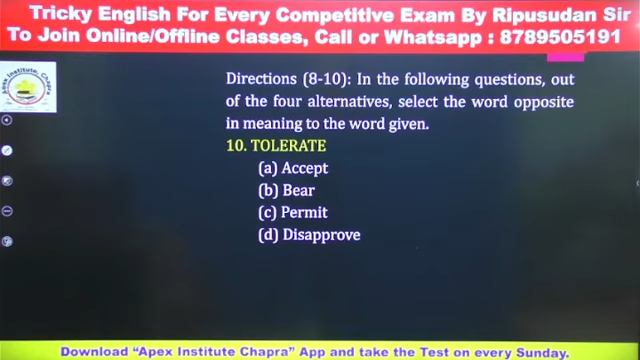 Tricky English For Every Competitive Exam By Ripusudan Sir
To Join Online/Offline Classes, Call or Whatsapp : 8789505191
Apex Institute, Chapra
Directions (8-10): In the following questions, out
of the four alternatives, select the word opposite
in meaning to the word given.
10. TOLERATE
(a) Accept
(b) Bear
(c) Permit
(d) Disapprove
Download “Apex Institute Chapra” App and take the Test on every Sunday.